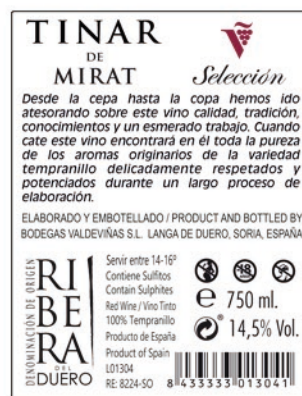 TINAR
DE
MIRAT
Selección
Desde la cepa hasta la copa hemos ido
atesorando sobre este vino calidad, tradición,
conocimientos y un esmerado trabajo. Cuando
cate este vino encontrará en él toda la pureza
de los aromas originarios de la variedad
tempranillo delicadamente respetados y
potenciados durante un largo proceso de
elaboración.
ELABORADO Y EMBOTELLADO / PRODUCT AND BOTTLED BY
BODEGAS VALDEVIÑAS S.L. LANGA DE DUERO, SORIA, ESPAÑA
DENOMINACIÓN DE ORIGEN
RI
BE
RA
DEL
DUERO
Servir entre 14-16º
Contiene Sulfitos
Contain Sulphites
Red Wine / Vino Tinto
100% Tempranillo
Producto de España
Product of Spain
L01304
RE: 8224-SO
18
e 750 ml.
® 14,5% Vol.
8 433333 013041